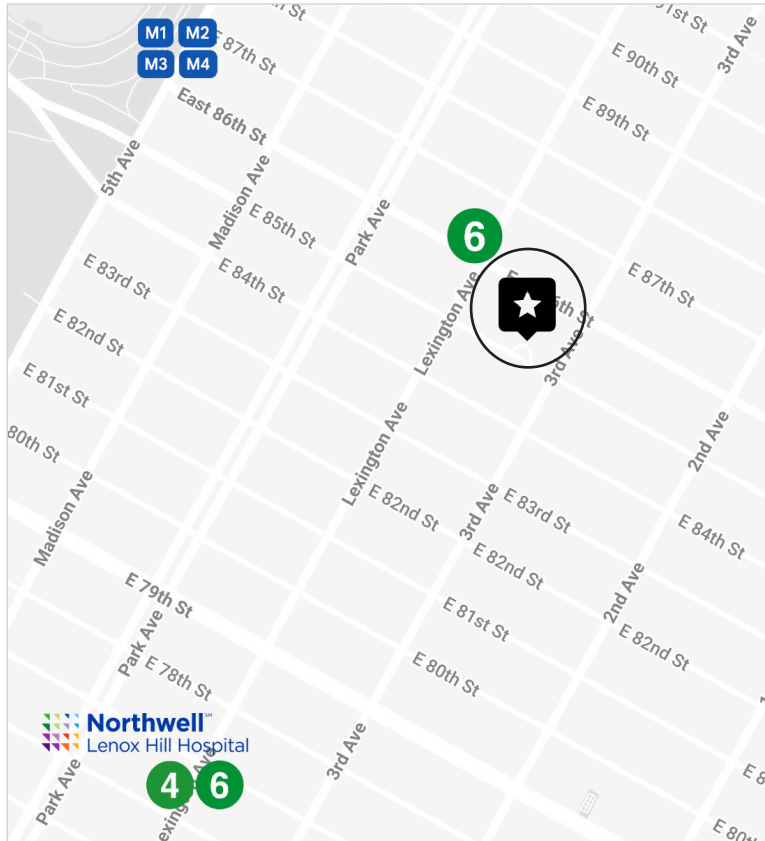 M1 M2
M3 M4
E 87th St
East 86th St
5th Ave
Madison Ave
E 85th St
Park Ave
E 84th St
E 83rd St
E 82nd St
E 81st St
80th St
Madison Ave
1st St
3rd Ave
E 90th St
E 89th St
6
E 87th St
Lexington Ave
3rd Ave
Lexington Ave
E 82nd St
3rd Ave
E 83rd St
E 82nd St
2nd Ave
E 84th St
E 81st St
2nd Ave
E 82nd St
E 80th St
E 79th St
Park Ave
E 78th St
Northwell℠
Lenox Hill Hospital
4 6
Park Ave
3rd Ave